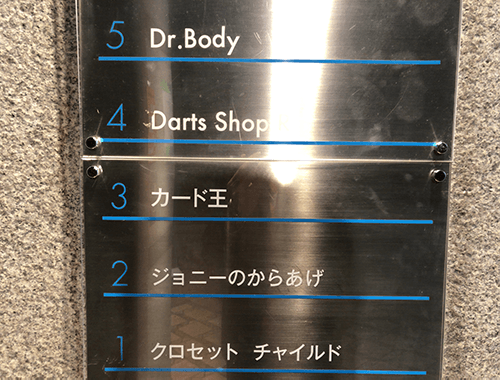 5 Dr.Body
4 Darts Shop
3 カード王
2 ジョニーのからあげ
1 クロセット チャイルド